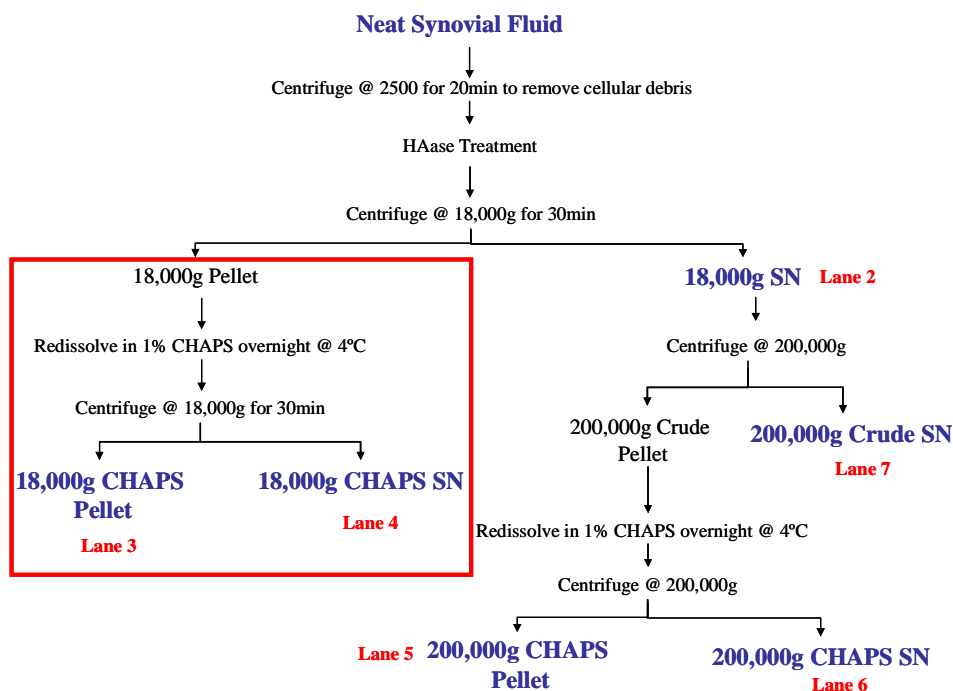 Neat Synovial Fluid
Centrifuge @ 2500 for 20min to remove cellular debris
HAase Treatment
Centrifuge @ 18,000g for 30min
18,000g Pellet
Redissolve in 1% CHAPS overnight @ 4ºC
Centrifuge @ 18,000g for 30min
18,000g CHAPS
Pellet
Lane 3
18,000g CHAPS SN
Lane 4
18,000g SN
Lane 2
Centrifuge @ 200,000g
200,000g Crude
Pellet
200,000g Crude SN
Lane 7
Redissolve in 1% CHAPS overnight @ 4ºC
Centrifuge @ 200,000g
Lane 5
200,000g CHAPS
Pellet
200,000g CHAPS SN
Lane 6